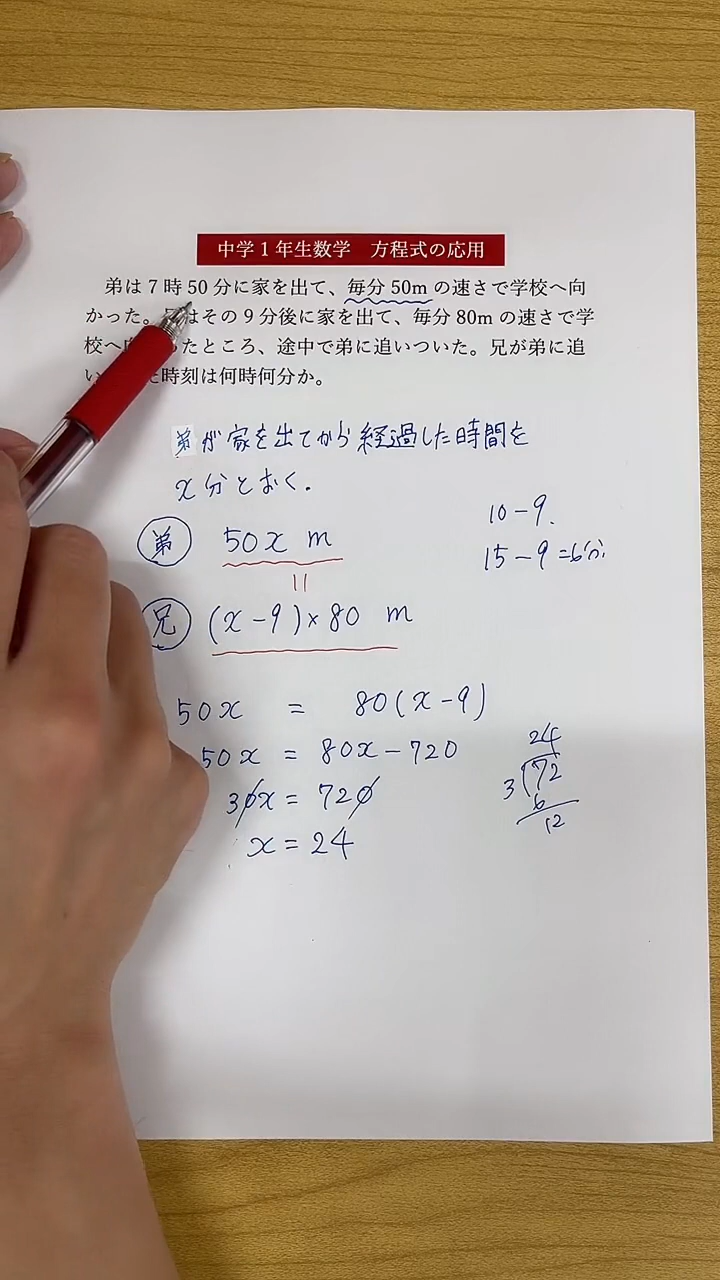 中学1年生数学　方程式の応用
弟は7時50分に家を出て、毎分50mの速さで学校へ向
かった。はその9分後に家を出て、毎分80mの速さで学
校へ ったところ、途中で弟に追いついた。兄が弟に追
い 時刻は何時何分か。
弟が家を出てから経過した時間を
x分とおく.
10-9.
15-9=6分
弟 50x m
=
兄 (x-9)×80 m
50x = 80(x-9)
50x = 80x-720
30x = 720
x = 24
24
3)72
6
12